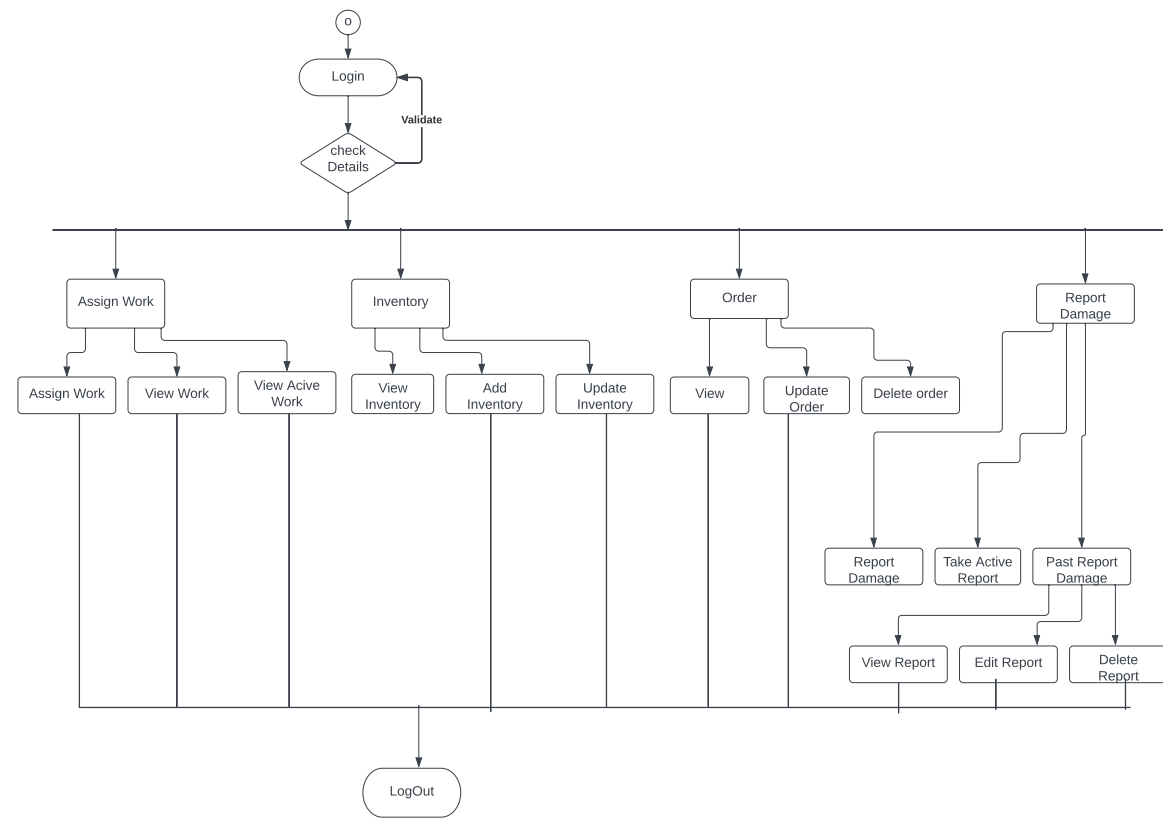 O
Login
Validate
check
Details
Assign Work
Inventory
Order
Report
Damage
Assign Work
View Work
View Acive
Work
View
Inventory
Add
Inventory
Update
Inventory
View
Update
Order
Delete order
Report
Damage
Take Active
Report
Past Report
Damage
View Report
Edit Report
Delete
Report
LogOut